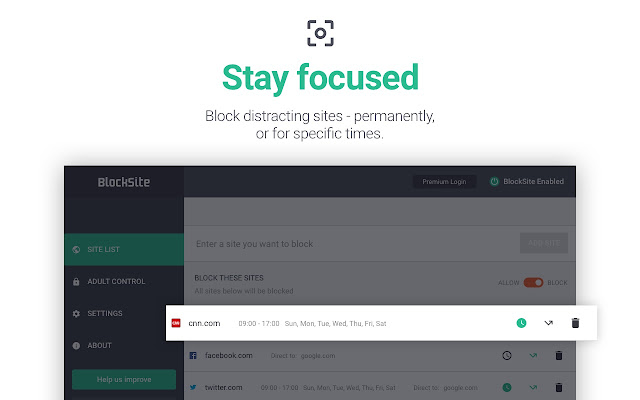 Stay focused
Block distracting sites - permanently,
or for specific times.
BlockSite
Premium Login
BlockSite Enabled
SITE LIST
Enter a site you want to block
ADD SITE
ADULT CONTROL
BLOCK THESE SITES
All sites below will be blocked
ALLOW
BLOCK
SETTINGS
CNN
cnn.com 09:00 - 17:00 Sun, Mon, Tue, Wed, Thu, Fri, Sat
ABOUT
facebook.com Direct to: google.com
Help us improve
twitter.com 09:00 - 17:00 Sun, Mon, Tue, Wed, Thu, Fri, Sat Direct to: google.com